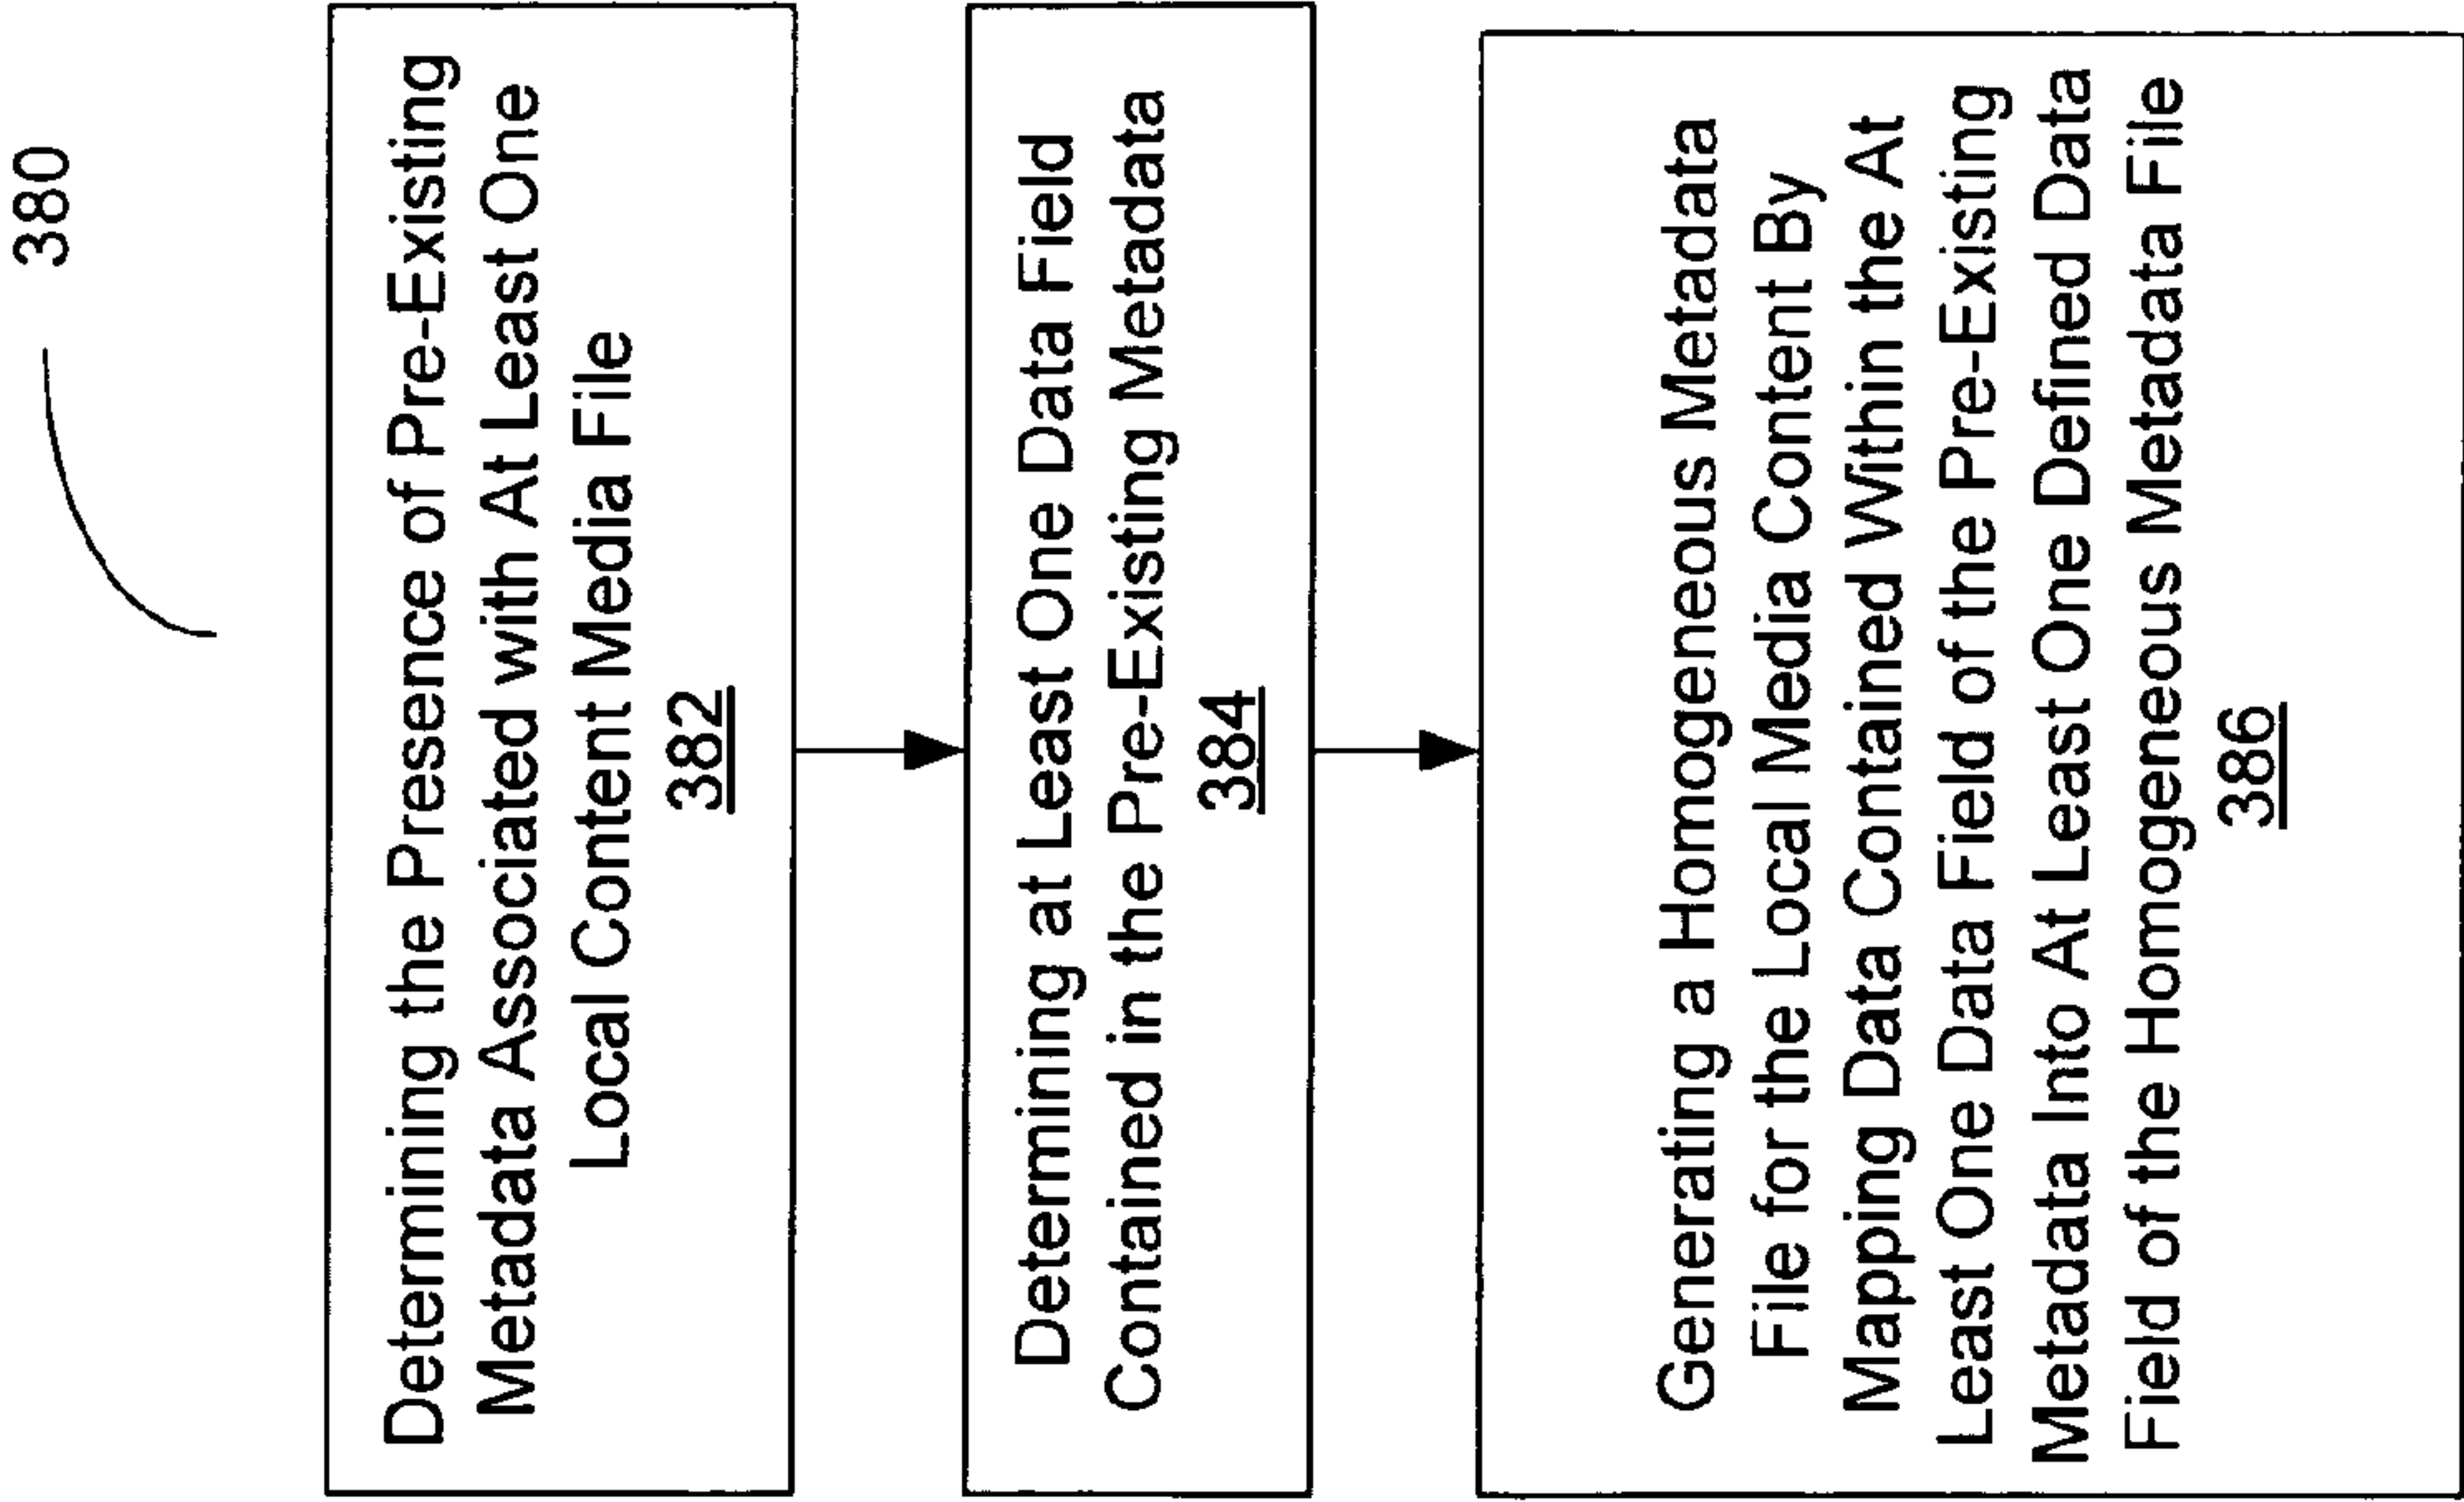 380
Determining the Presence of Pre-Existing
Metadata Associated with At Least One
Local Content Media File
382
Determining at Least One Data Field
Contained in the Pre-Existing Metadata
384
Generating a Homogeneous Metadata
File for the Local Media Content By
Mapping Data Contained Within the At
Least One Data Field of the Pre-Existing
Metadata Into At Least One Defined Data
Field of the Homogeneous Metadata File
386